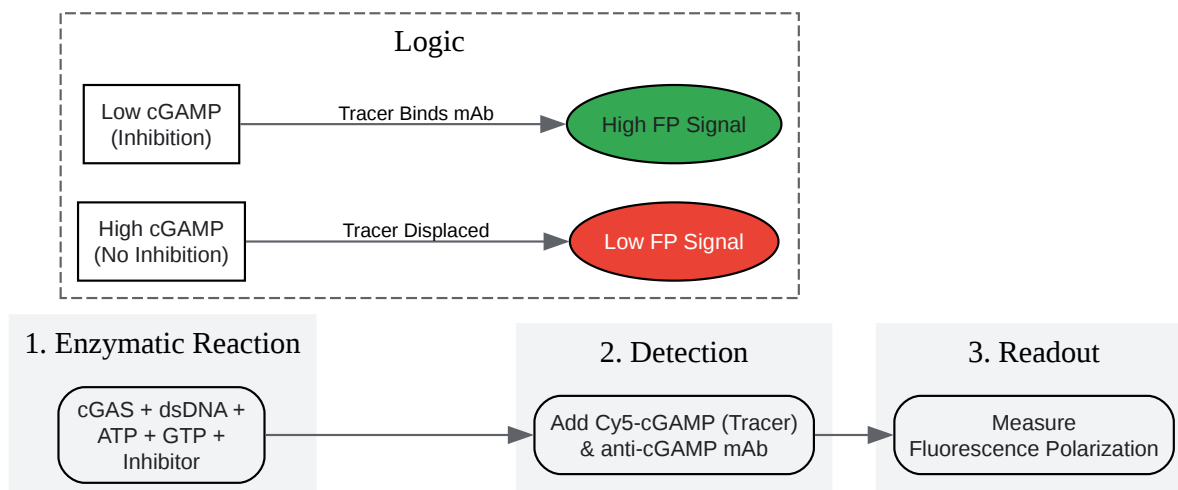 Logic
Low cGAMP
(Inhibition)
Tracer Binds mAb
High FP Signal
High cGAMP
(No Inhibition)
Tracer Displaced
Low FP Signal
1. Enzymatic Reaction
cGAS + dsDNA +
ATP + GTP +
Inhibitor
2. Detection
Add Cy5-cGAMP (Tracer)
& anti-cGAMP mAb
3. Readout
Measure
Fluorescence Polarization